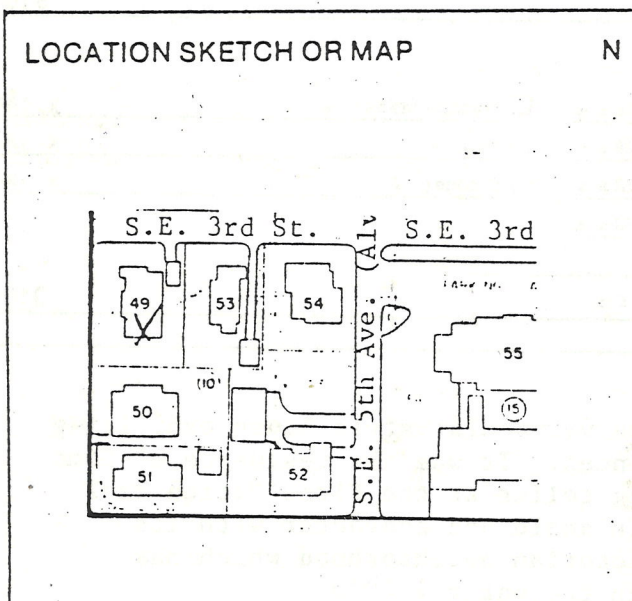 LOCATION SKETCH OR MAP N
S.E. 3rd St. S.E. 3rd
S.E. 5th Ave.
49 53 54
55
(10)
50
15
51 52